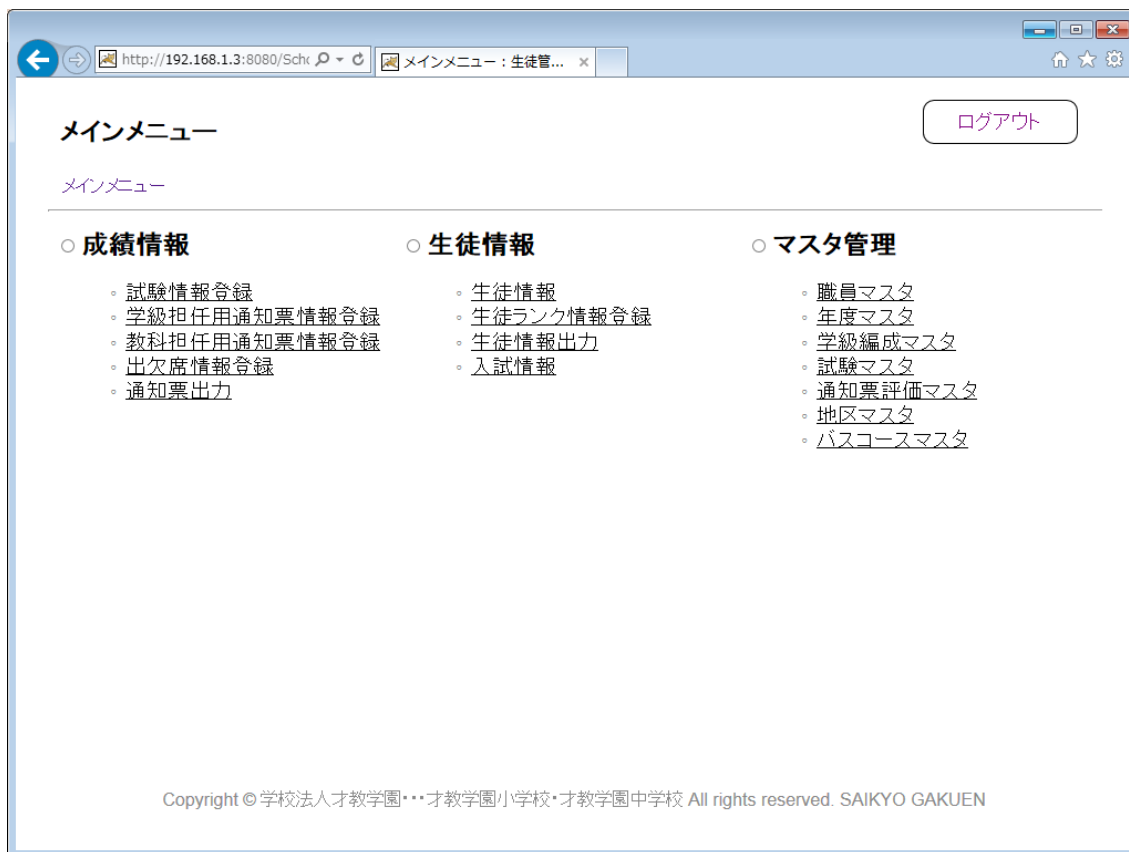 http://192.168.1.3:8080/Sch
メインメニュー：生徒管...
メインメニュー
ログアウト
メインメニュー
成績情報
試験情報登録
学級担任用通知票情報登録
教科担任用通知票情報登録
出欠席情報登録
通知票出力
生徒情報
生徒情報
生徒ランク情報登録
生徒情報出力
入試情報
マスタ管理
職員マスタ
年度マスタ
学級編成マスタ
試験マスタ
通知票評価マスタ
地区マスタ
バスコースマスタ
Copyright © 学校法人才教学園・・・才教学園小学校・才教学園中学校 All rights reserved. SAIKYO GAKUEN